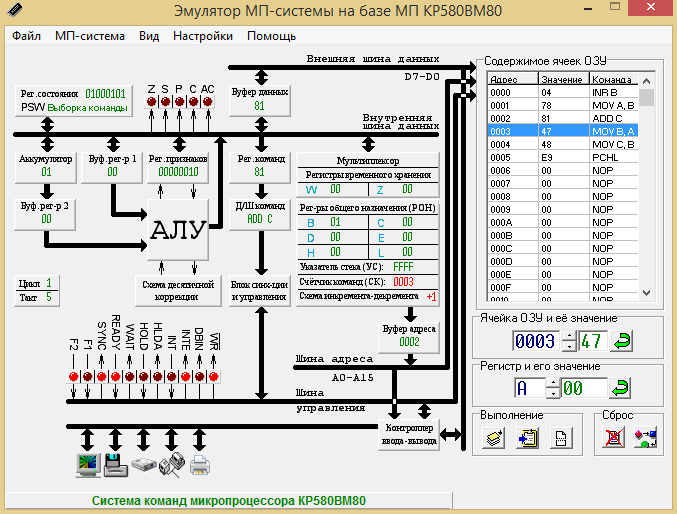 Эмулятор МП-системы на базе МП КР580ВМ80
Файл МП-система Вид Настройки Помощь
Внешняя шина данных
D7-D0
Рег.состояния 01000101
PSW Выборка команды
Z S P C AC
Буфер данных
81
Внутренняя
шина данных
Аккумулятор
01
Буф.рег-р 1
00
Рег.признаков
00000010
Рег.команд
81
Мультиплексор
Регистры временного хранения
W 00 Z 00
Буф.рег-р 2
00
АЛУ
Д/Ш команд
ADD C
Рег-ры общего назначения (РОН)
B 01 C 00
D 00 E 00
H 00 L 00
Указатель стека (УС): FFFF
Счётчик команд (СК): 0003
Схема инкремента-декремента +1
Цикл 1
Такт 5
Схема десятичной
коррекции
Блок синх-ции
и управления
Буфер адреса
0002
F2 F1 SYNC READY WAIT HOLD HLDA INT INTE DBIN WR
Шина адреса
A0-A15
Шина
управления
Контроллер
ввода-вывода
Система команд микропроцессора КР580ВМ80
Содержимое ячеек ОЗУ
Адрес Значение Команда
0000 04 INR B
0001 78 MOV A, B
0002 81 ADD C
0003 47 MOV B, A
0004 48 MOV C, B
0005 E9 PCHL
0006 00 NOP
0007 00 NOP
0008 00 NOP
0009 00 NOP
000A 00 NOP
000B 00 NOP
000C 00 NOP
000D 00 NOP
000E 00 NOP
000F 00 NOP
0010 00 NOP
Ячейка ОЗУ и её значение
0003 47
Регистр и его значение
A 00
Выполнение
Сброс